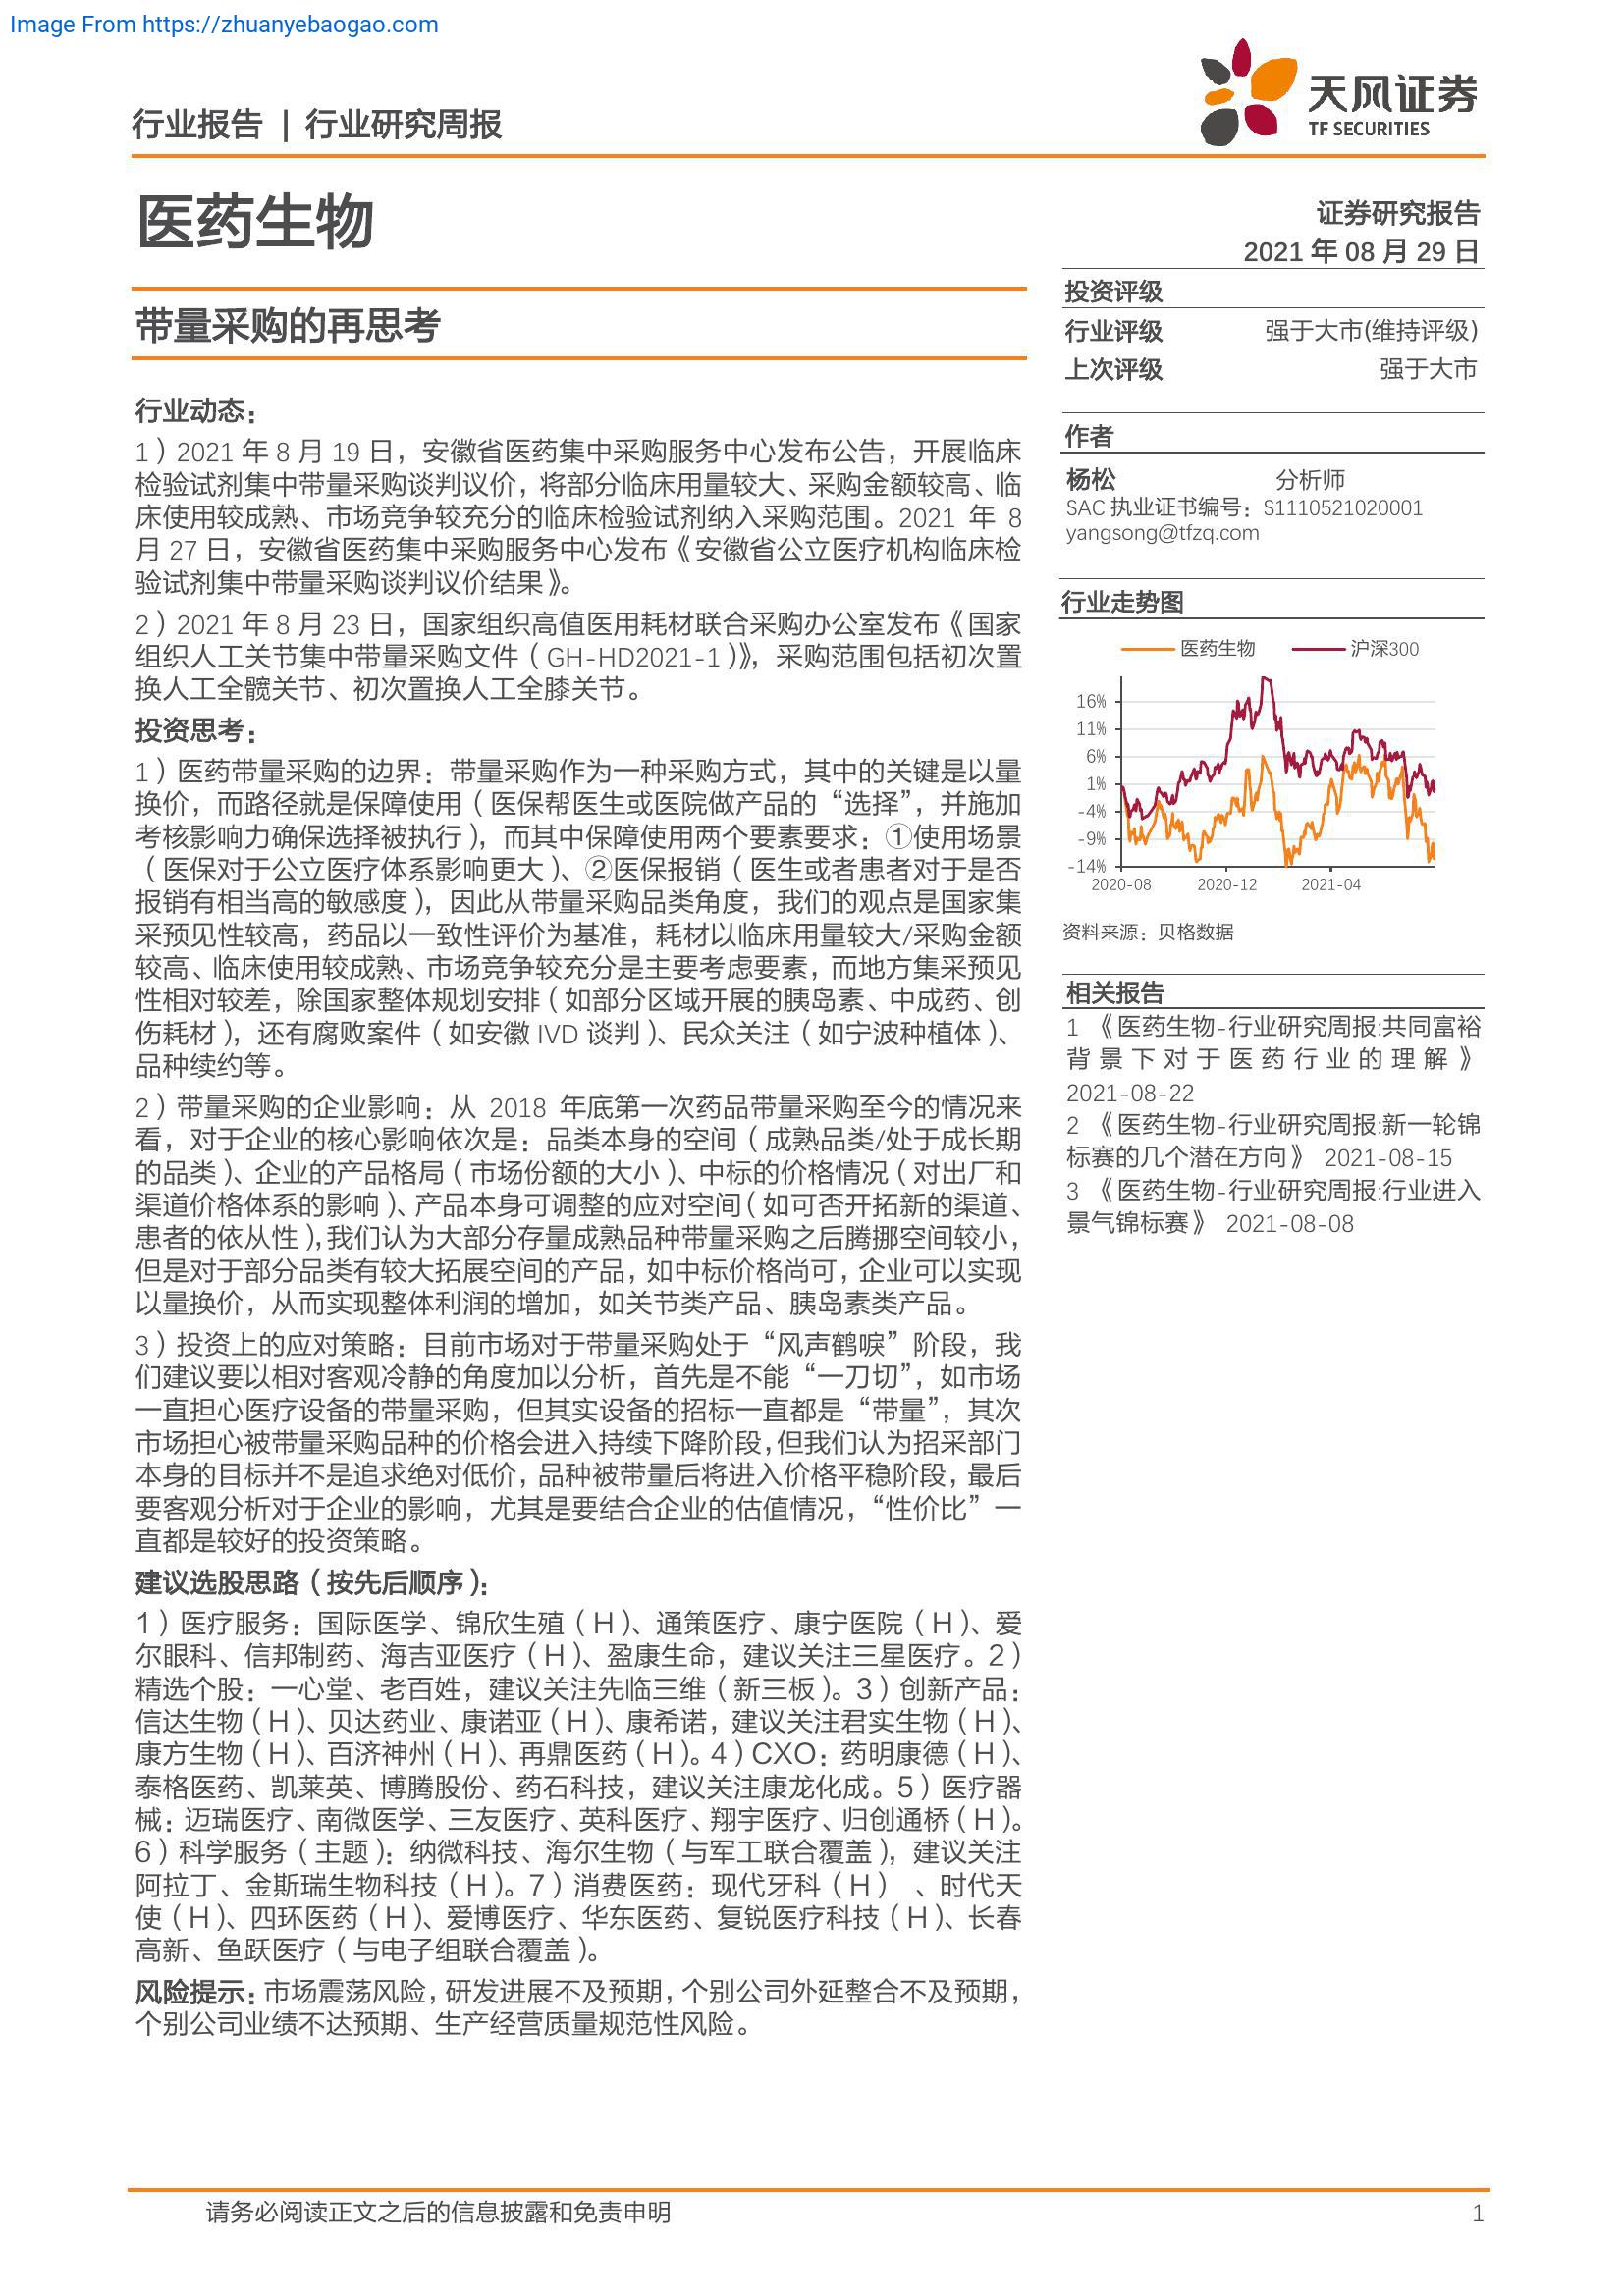 Image From https://zhuanyebaogao.com
行业报告 | 行业研究周报
天风证券
TF SECURITIES
医药生物
带量采购的再思考
行业动态：
1）2021 年 8 月 19 日，安徽省医药集中采购服务中心发布公告，开展临床
检验试剂集中带量采购谈判议价，将部分临床用量较大、采购金额较高、临
床使用较成熟、市场竞争较充分的临床检验试剂纳入采购范围。2021 年 8
月 27 日，安徽省医药集中采购服务中心发布《安徽省公立医疗机构临床检
验试剂集中带量采购谈判议价结果》。
2）2021 年 8 月 23 日，国家组织高值医用耗材联合采购办公室发布《国家
组织人工关节集中带量采购文件（GH-HD2021-1）》，采购范围包括初次置
换人工全髋关节、初次置换人工全膝关节。
投资思考：
1）医药带量采购的边界：带量采购作为一种采购方式，其中的关键是以量
换价，而路径就是保障使用（医保帮医生或医院做产品的“选择”，并施加
考核影响力确保选择被执行），而其中保障使用两个要素要求：①使用场景
（医保对于公立医疗体系影响更大）、②医保报销（医生或者患者对于是否
报销有相当高的敏感度），因此从带量采购品类角度，我们的观点是国家集
采预见性较高，药品以一致性评价为基准，耗材以临床用量较大/采购金额
较高、临床使用较成熟、市场竞争较充分是主要考虑要素，而地方集采预见
性相对较差，除国家整体规划安排（如部分区域开展的胰岛素、中成药、创
伤耗材），还有腐败案件（如安徽 IVD 谈判）、民众关注（如宁波种植体）、
品种续约等。
2）带量采购的企业影响：从 2018 年底第一次药品带量采购至今的情况来
看，对于企业的核心影响依次是：品类本身的空间（成熟品类/处于成长期
的品类）、企业的产品格局（市场份额的大小）、中标的价格情况（对出厂和
渠道价格体系的影响）、产品本身可调整的应对空间（如可否开拓新的渠道、
患者的依从性），我们认为大部分存量成熟品种带量采购之后腾挪空间较小，
但是对于部分品类有较大拓展空间的产品，如中标价格尚可，企业可以实现
以量换价，从而实现整体利润的增加，如关节类产品、胰岛素类产品。
3）投资上的应对策略：目前市场对于带量采购处于“风声鹤唳”阶段，我
们建议要以相对客观冷静的角度加以分析，首先是不能“一刀切”，如市场
一直担心医疗设备的带量采购，但其实设备的招标一直都是“带量”，其次
市场担心被带量采购品种的价格会进入持续下降阶段，但我们认为招采部门
本身的目标并不是追求绝对低价，品种被带量后将进入价格平稳阶段，最后
要客观分析对于企业的影响，尤其是要结合企业的估值情况，“性价比”一
直都是较好的投资策略。
建议选股思路（按先后顺序）：
1）医疗服务：国际医学、锦欣生殖（H）、通策医疗、康宁医院（H）、爱
尔眼科、信邦制药、海吉亚医疗（H）、盈康生命，建议关注三星医疗。2）
精选个股：一心堂、老百姓，建议关注先临三维（新三板）。3）创新产品：
信达生物（H）、贝达药业、康诺亚（H）、康希诺，建议关注君实生物（H）、
康方生物（H）、百济神州（H）、再鼎医药（H）。4）CXO：药明康德（H）、
泰格医药、凯莱英、博腾股份、药石科技，建议关注康龙化成。5）医疗器
械：迈瑞医疗、南微医学、三友医疗、英科医疗、翔宇医疗、归创通桥（H）。
6）科学服务（主题）：纳微科技、海尔生物（与军工联合覆盖），建议关注
阿拉丁、金斯瑞生物科技（H）。7）消费医药：现代牙科（H） 、时代天
使（H）、四环医药（H）、爱博医疗、华东医药、复锐医疗科技（H）、长春
高新、鱼跃医疗（与电子组联合覆盖）。
风险提示：市场震荡风险，研发进展不及预期，个别公司外延整合不及预期，
个别公司业绩不达预期、生产经营质量规范性风险。
证券研究报告
2021 年 08 月 29 日
投资评级
行业评级 强于大市(维持评级)
上次评级 强于大市
作者
杨松 分析师
SAC 执业证书编号：S1110521020001
yangsong@tfzq.com
行业走势图
医药生物 沪深300
16%
11%
6%
1%
-4%
-9%
-14%
2020-08 2020-12 2021-04
资料来源：贝格数据
相关报告
1 《医药生物-行业研究周报:共同富裕
背景下对于医药行业的理解》
2021-08-22
2 《医药生物-行业研究周报:新一轮锦
标赛的几个潜在方向》 2021-08-15
3 《医药生物-行业研究周报:行业进入
景气锦标赛》 2021-08-08
请务必阅读正文之后的信息披露和免责申明 1